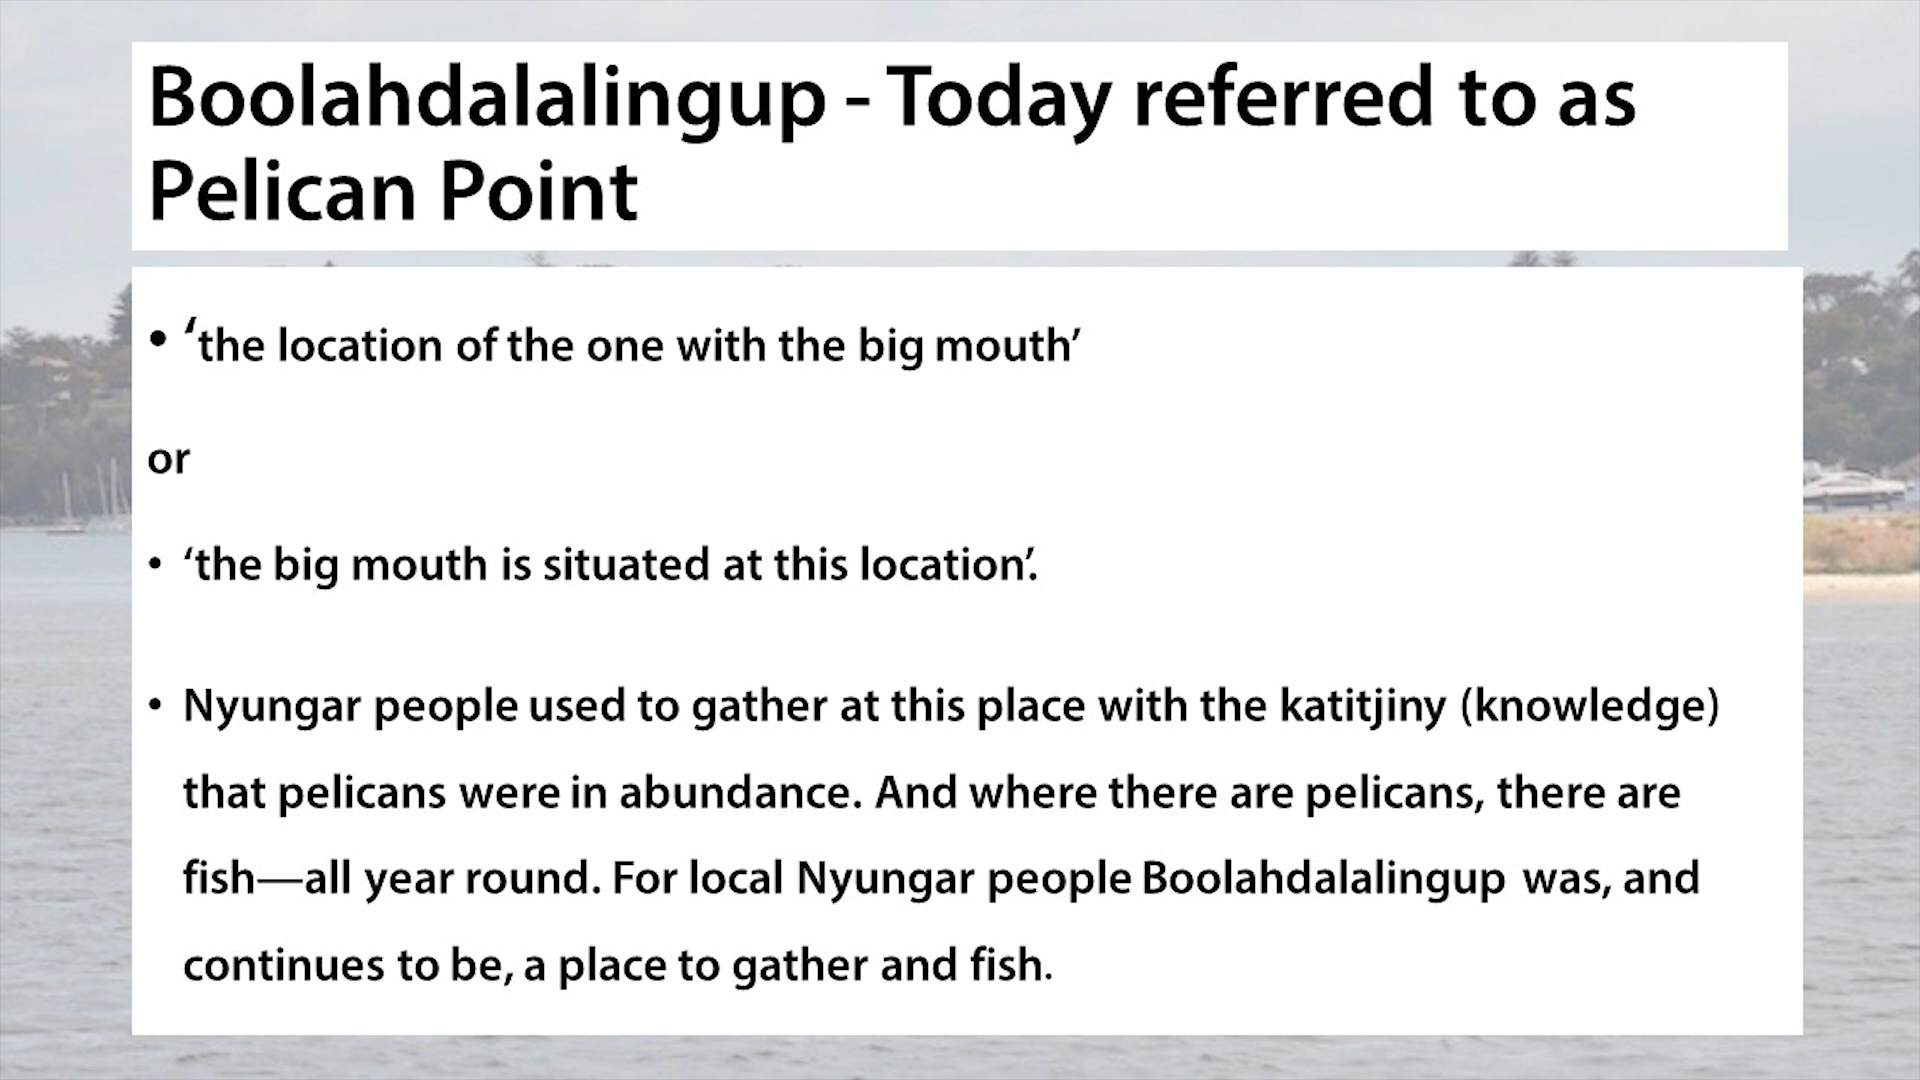 Boolahdalalingup - Today referred to as
Pelican Point
• ‘the location of the one with the big mouth’
or
• ‘the big mouth is situated at this location’.
• Nyungar people used to gather at this place with the katitjiny (knowledge)
that pelicans were in abundance. And where there are pelicans, there are
fish—all year round. For local Nyungar people Boolahdalalingup was, and
continues to be, a place to gather and fish.